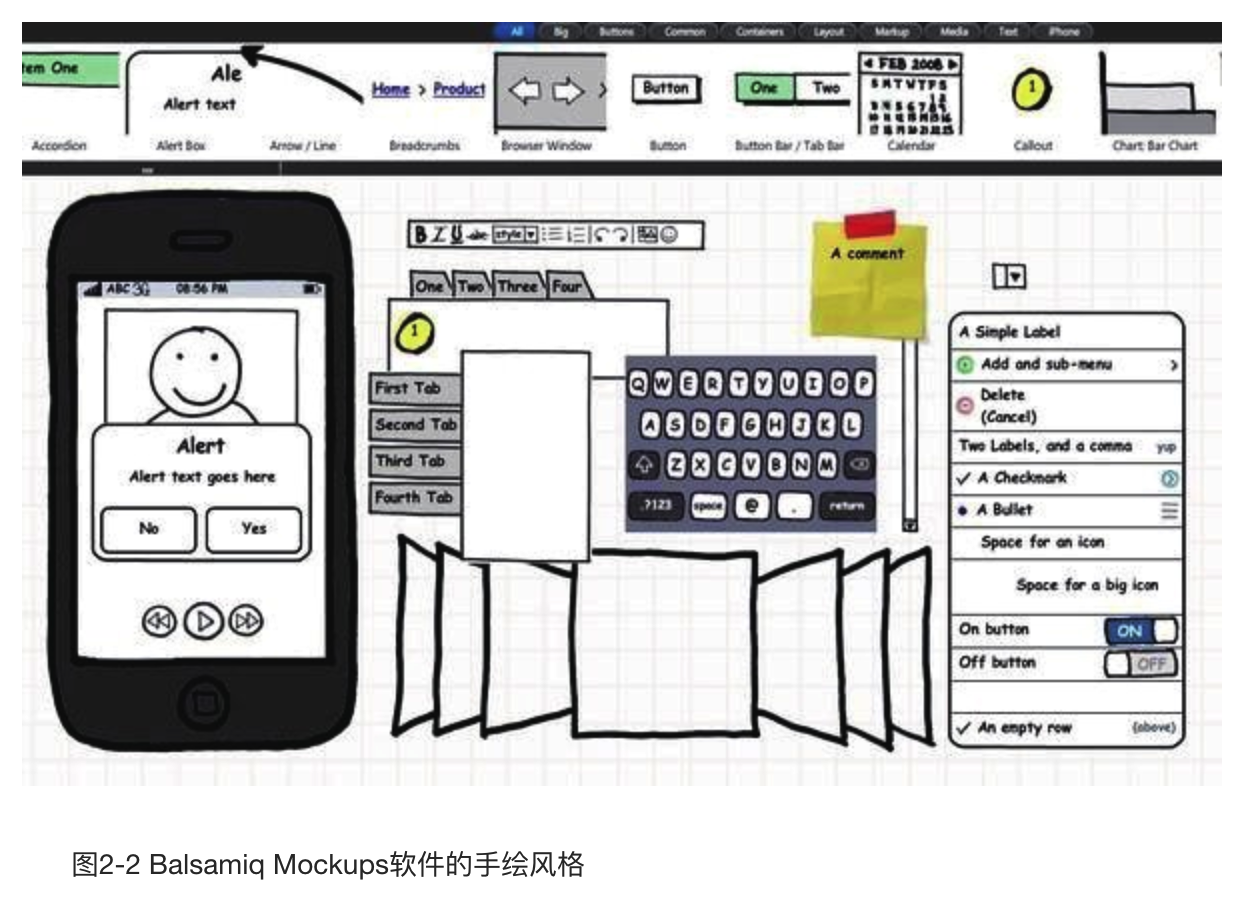 All Big Buttons Common Containers Layout Markup Media Text iPhone
tem One
Ale
Alert text
Home > Product
Button
One Two
FEB 2008
S M T W T F S
1
Accordion Alert Box Arrow / Line Breadcrumbs Browser Window Button Button Bar / Tab Bar Calendar Callout Chart: Bar Chart
ABC 3G 08:56 PM
Alert
Alert text goes here
No Yes
B I U abc style
One Two Three Four
1
First Tab
Second Tab
Third Tab
Fourth Tab
A comment
Q W E R T Y U I O P
A S D F G H J K L
Z X C V B N M
.?123 space @ . return
A Simple Label
Add and sub-menu
Delete
(Cancel)
Two Labels, and a comma yup
A Checkmark
A Bullet
Space for an icon
Space for a big icon
On button ON
Off button OFF
An empty row (above)
图2-2 Balsamiq Mockups软件的手绘风格